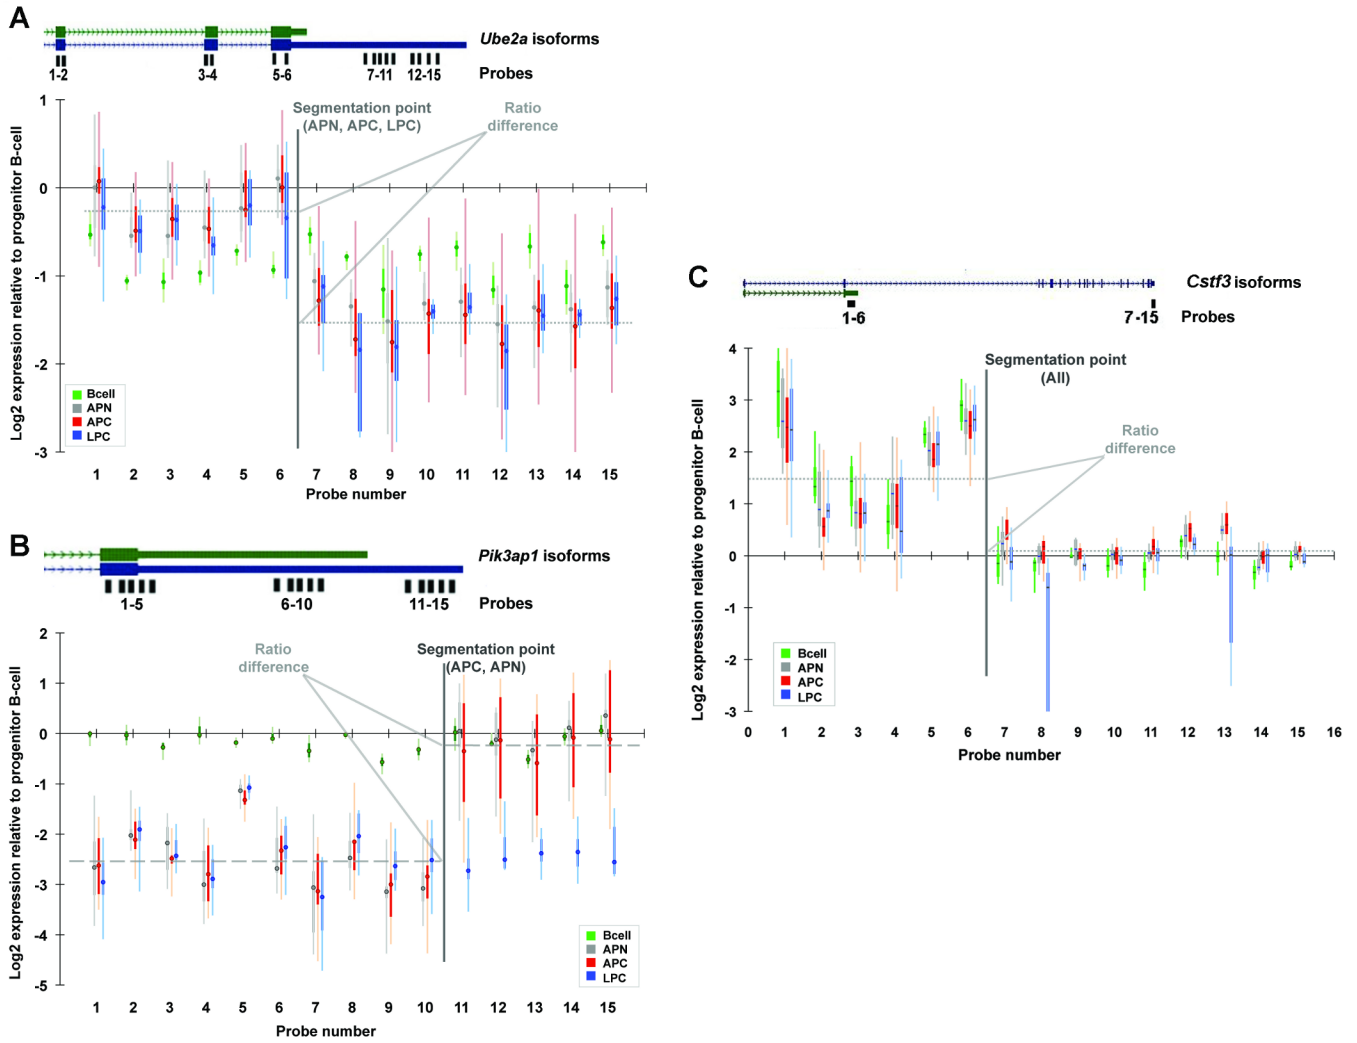 A
Ube2a isoforms
1-2 3-4 5-6 7-11 12-15 Probes
Log2 expression relative to progenitor B-cell
1
0
-1
-2
-3
Segmentation point
(APN, APC, LPC)
Ratio
difference
Bcell
APN
APC
LPC
1 2 3 4 5 6 7 8 9 10 11 12 13 14 15
Probe number
B
Pik3ap1 isoforms
1-5 6-10 11-15 Probes
Log2 expression relative to progenitor B-cell
2
1
0
-1
-2
-3
-4
-5
Ratio
difference
Segmentation point
(APC, APN)
Bcell
APN
APC
LPC
1 2 3 4 5 6 7 8 9 10 11 12 13 14 15
Probe number
C
Cstf3 isoforms
1-6 7-15 Probes
Log2 expression relative to progenitor B-cell
4
3
2
1
0
-1
-2
-3
Segmentation point
(All)
Ratio
difference
Bcell
APN
APC
LPC
0 1 2 3 4 5 6 7 8 9 10 11 12 13 14 15 16
Probe number